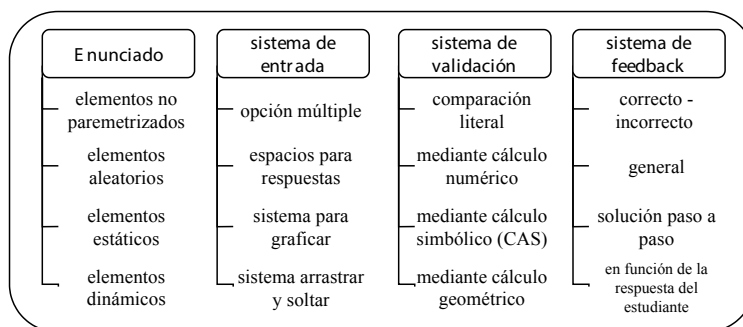 Enunciado
elementos no
paremetrizados
elementos
aleatorios
elementos
estáticos
elementos
dinámicos
sistema de
entrada
opción múltiple
espacios para
respuestas
sistema para
graficar
sistema arrastrar
y soltar
sistema de
validación
comparación
literal
mediante cálculo
numérico
mediante cálculo
simbólico (CAS)
mediante cálculo
geométrico
sistema de
feedback
correcto -
incorrecto
general
solución paso a
paso
en función de la
respuesta del
estudiante